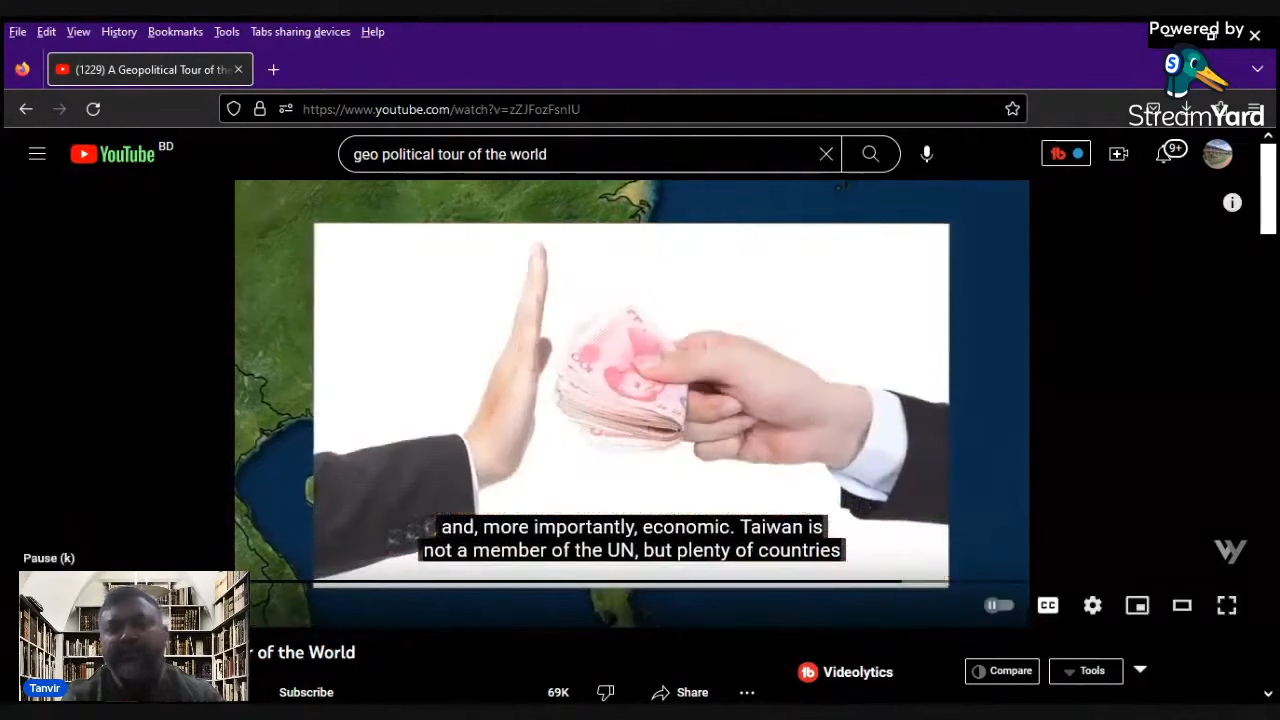 File Edit View History Bookmarks Tools Tabs sharing devices Help
Powered by
StreamYard
(1229) A Geopolitical Tour of the
https://www.youtube.com/watch?v=zZJFozFsnIU
YouTube BD
geo political tour of the world
9+
and, more importantly, economic. Taiwan is
not a member of the UN, but plenty of countries
Pause (k)
CC
r of the World
Videolytics
Compare
Tools
Tanvir
Subscribe
69K
Share